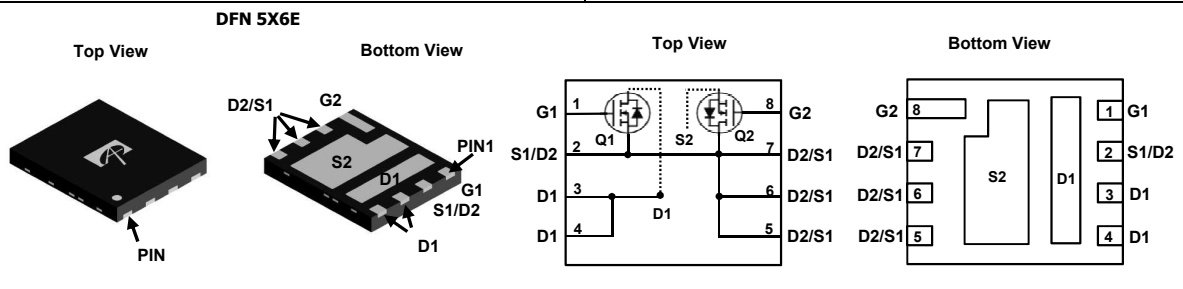 DFN 5X6E
Top View
Bottom View
Top View
Bottom View
D2/S1
G2
S2
D1
PIN1
G1
S1/D2
D1
PIN
G1 1
Q1
S2
Q2
8 G2
S1/D2 2
7 D2/S1
D1 3
D1
6 D2/S1
D1 4
5 D2/S1
G2 8
1 G1
D2/S1 7
2 S1/D2
S2
D1
D2/S1 6
3 D1
D2/S1 5
4 D1